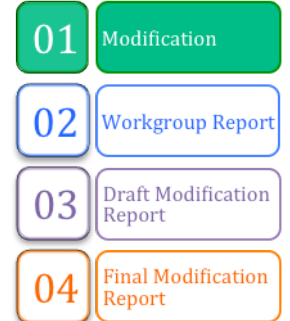 01 Modification
02 Workgroup Report
03 Draft Modification
Report
04 Final Modification
Report